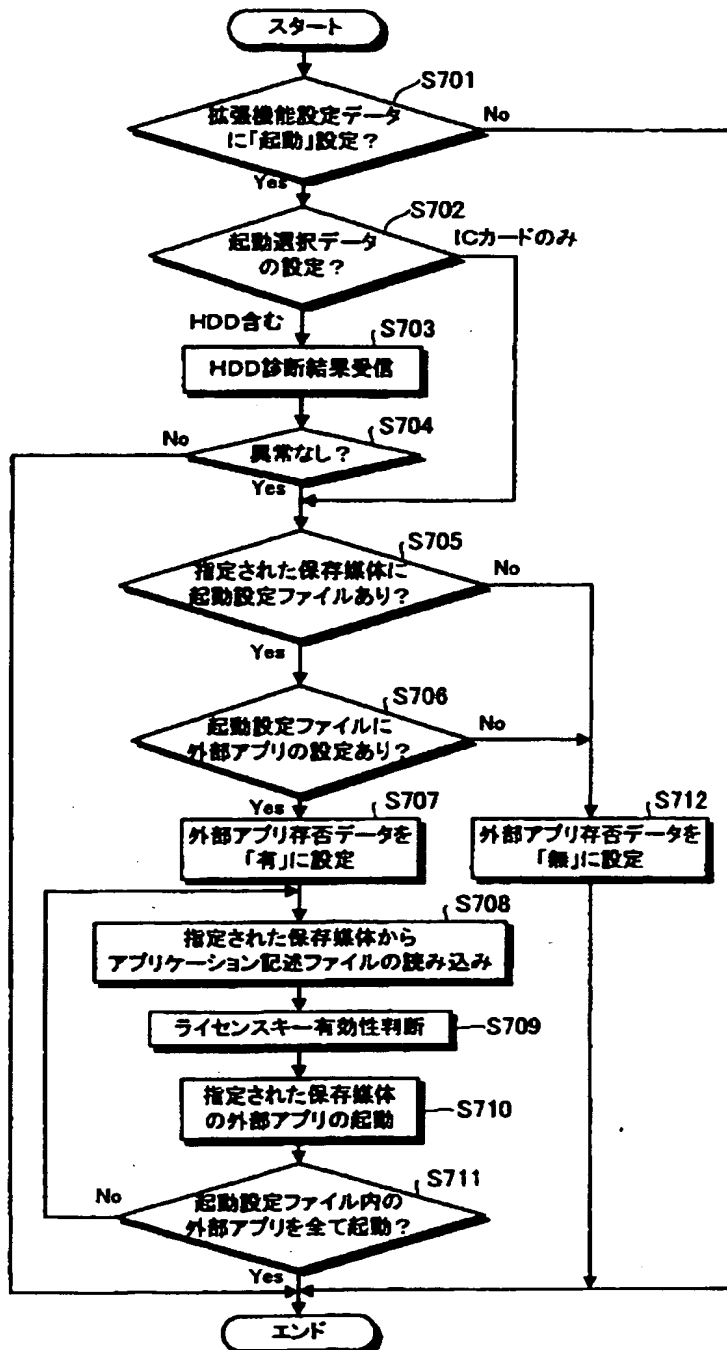 スタート
S701
拡張機能設定データ
に「起動」設定？
No
Yes
S702
起動選択データ
の設定？
ICカードのみ
HDD含む
S703
HDD診断結果受信
S704
No
異常なし？
Yes
S705
指定された保存媒体に
起動設定ファイルあり？
No
Yes
S706
起動設定ファイルに
外部アプリの設定あり？
No
Yes
S707
外部アプリ存否データを
「有」に設定
S712
外部アプリ存否データを
「無」に設定
S708
指定された保存媒体から
アプリケーション記述ファイルの読み込み
ライセンスキー有効性判断
S709
指定された保存媒体
の外部アプリの起動
S710
S711
No
起動設定ファイル内の
外部アプリを全て起動？
Yes
エンド